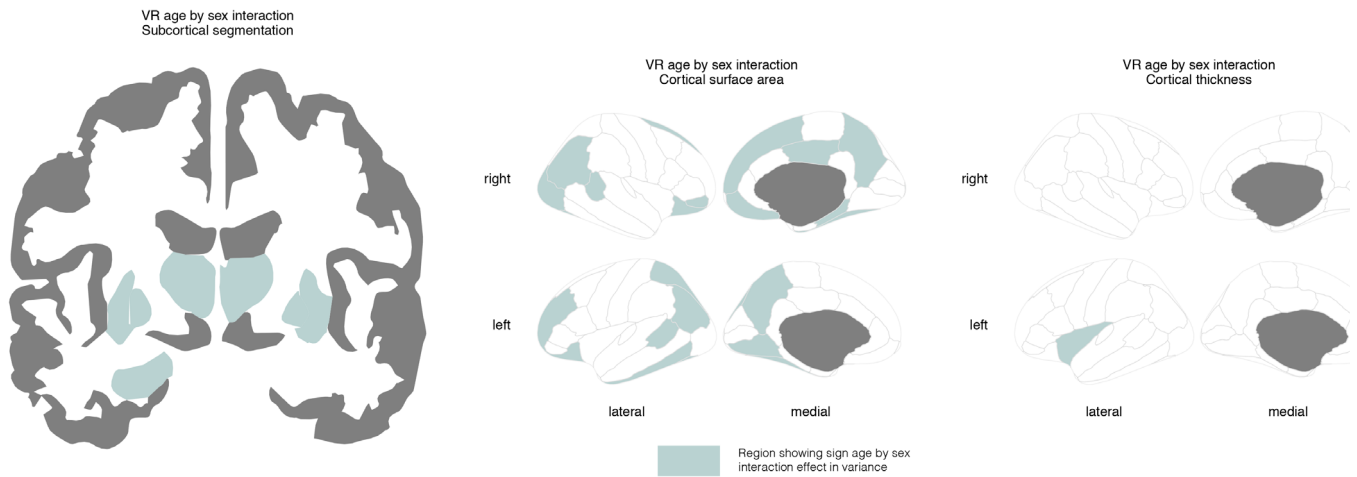 VR age by sex interaction
Subcortical segmentation
VR age by sex interaction
Cortical surface area
right
left
lateral
medial
VR age by sex interaction
Cortical thickness
right
left
lateral
medial
Region showing sign age by sex
interaction effect in variance